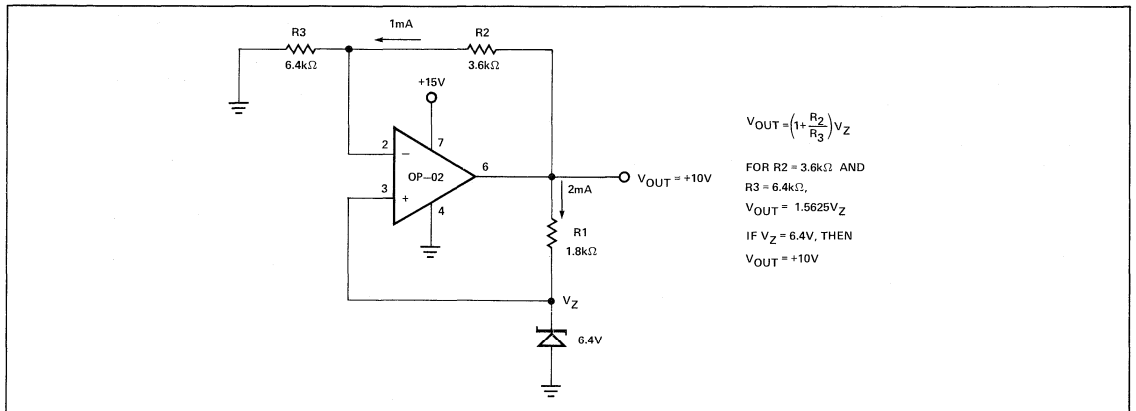 1mA
R3
6.4kΩ
R2
3.6kΩ
+15V
2
−
7
OP–02
6
3
+
4
VOUT = +10V
2mA
R1
1.8kΩ
VZ
6.4V
VOUT = (1+ R2/R3) VZ
FOR R2 = 3.6kΩ AND
R3 = 6.4kΩ,
VOUT = 1.5625VZ
IF VZ = 6.4V, THEN
VOUT = +10V